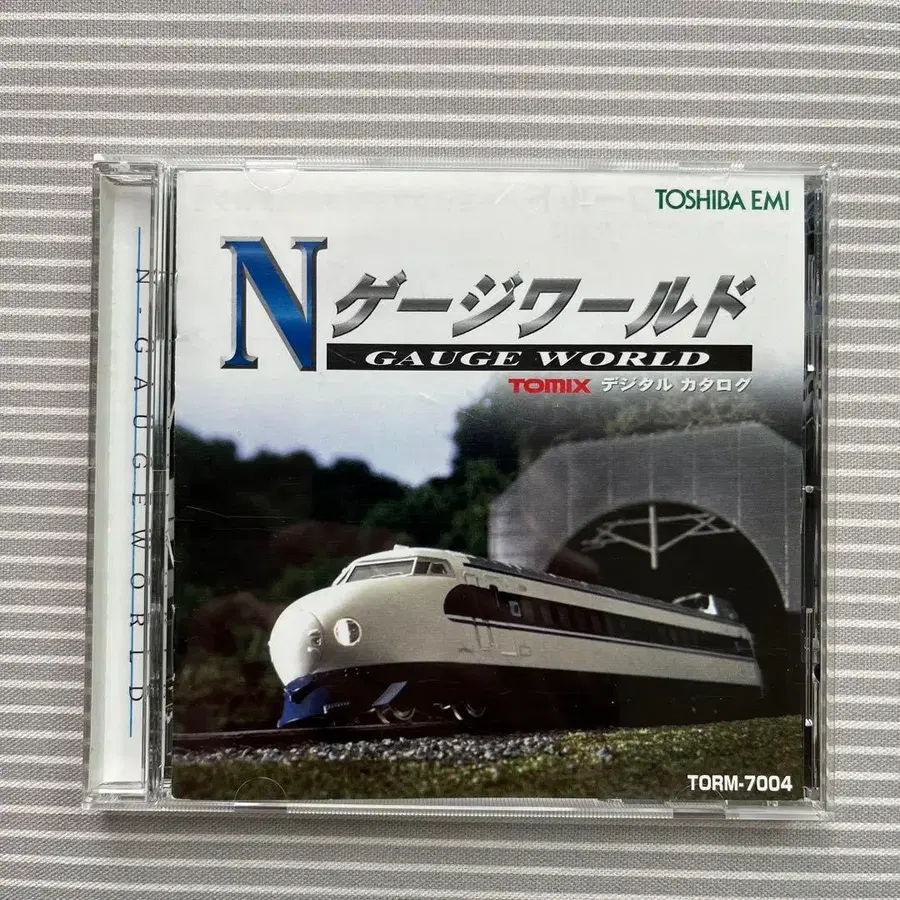 TOSHIBA EMI
Nゲージワールド
GAUGE WORLD
TOMIX デジタル カタログ
TORM-7004
N・GAUGE WORLD